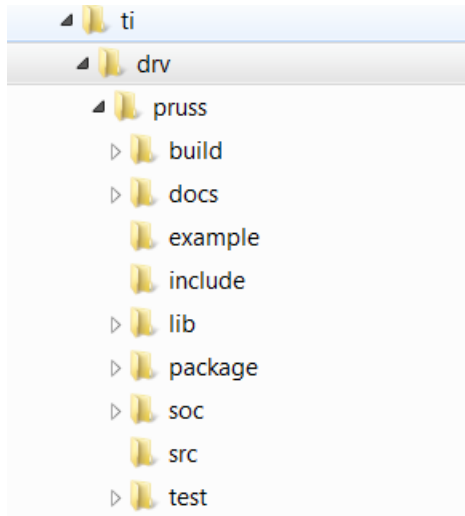 ti
drv
pruss
build
docs
example
include
lib
package
soc
src
test